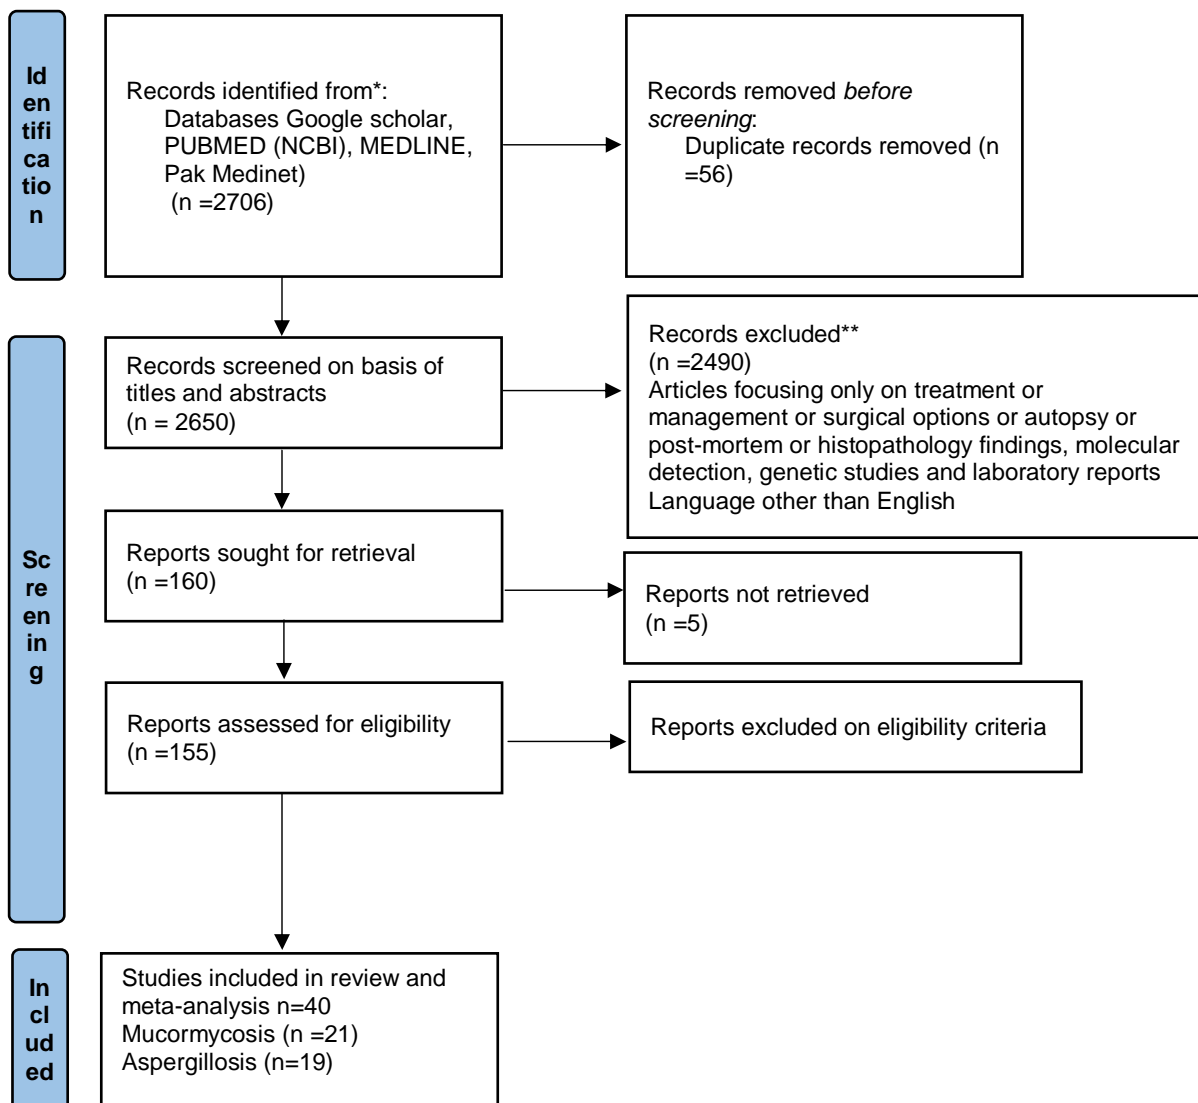 Id
en
tifi
ca
tio
n
Records identified from*:
Databases Google scholar,
PUBMED (NCBI), MEDLINE,
Pak Medinet)
(n =2706)
Records removed before
screening:
Duplicate records removed (n
=56)
Sc
re
en
in
g
Records screened on basis of
titles and abstracts
(n = 2650)
Records excluded**
(n =2490)
Articles focusing only on treatment or
management or surgical options or autopsy or
post-mortem or histopathology findings, molecular
detection, genetic studies and laboratory reports
Language other than English
Reports sought for retrieval
(n =160)
Reports not retrieved
(n =5)
Reports assessed for eligibility
(n =155)
Reports excluded on eligibility criteria
In
cl
ud
ed
Studies included in review and
meta-analysis n=40
Mucormycosis (n =21)
Aspergillosis (n=19)